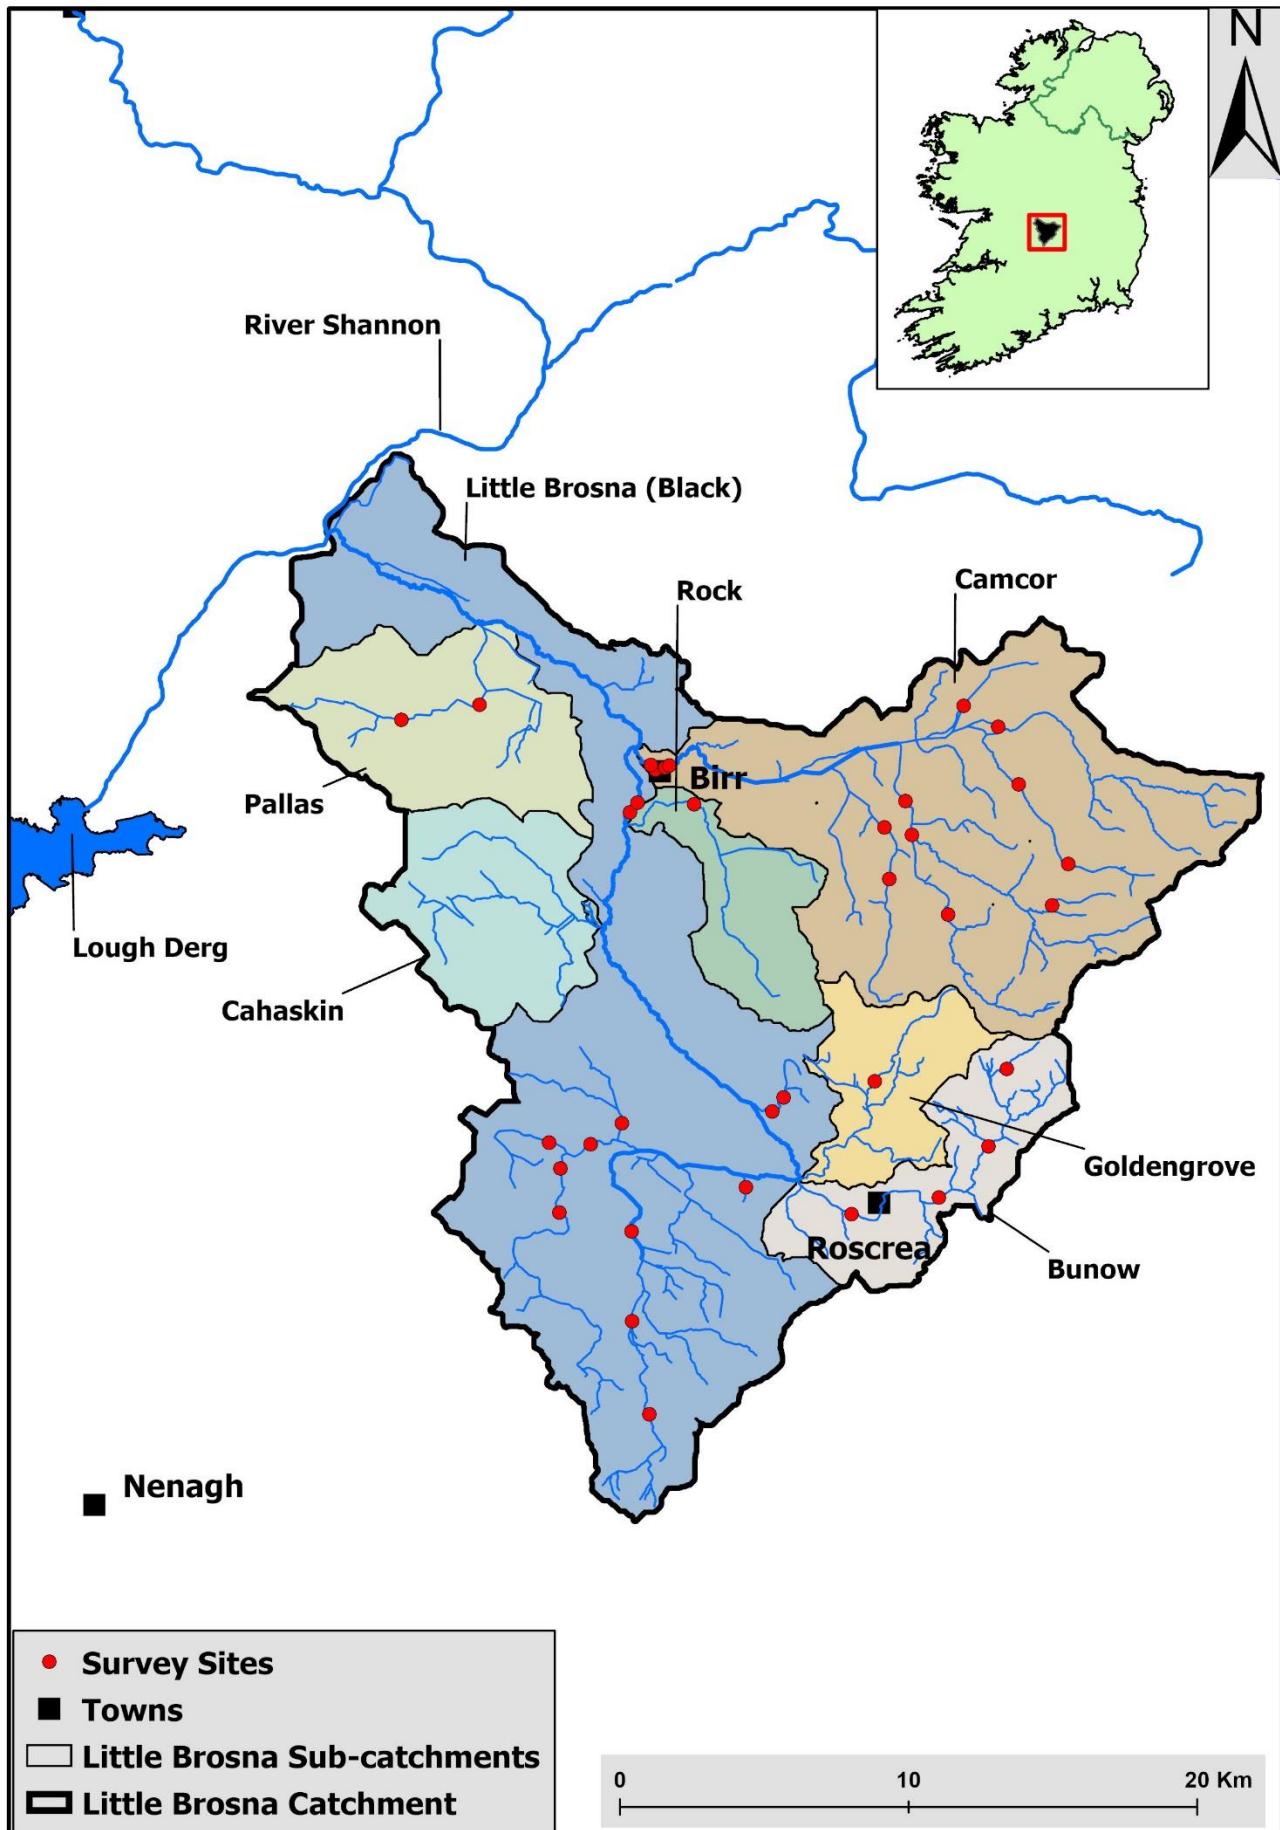 N
River Shannon
Little Brosna (Black)
Rock
Camcor
Birr
Pallas
Lough Derg
Cahaskin
Goldengrove
Roscrea
Bunow
Nenagh
Survey Sites
Towns
Little Brosna Sub-catchments
Little Brosna Catchment
0 10 20 Km